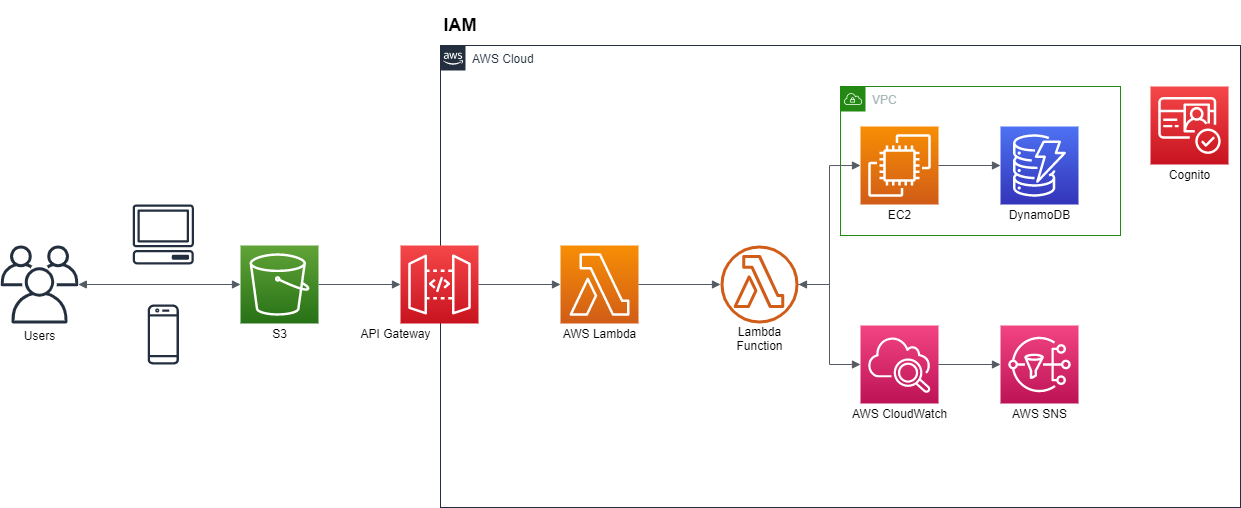 IAM
aws
AWS Cloud
VPC
EC2
DynamoDB
Cognito
Users
S3
</>
API Gateway
AWS Lambda
Lambda
Function
AWS CloudWatch
AWS SNS